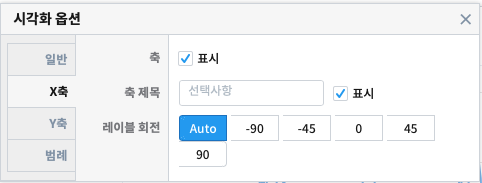 시각화 옵션
일반
X축
Y축
범례
축
표시
축 제목
선택사항
표시
레이블 회전
Auto
-90
-45
0
45
90